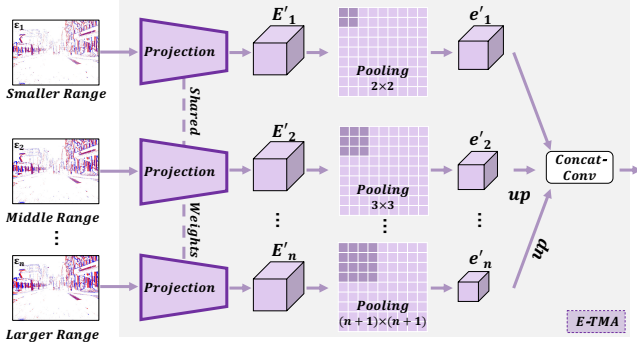 ε₁
Smaller Range
Projection
E′₁
Pooling
2×2
e′₁
Shared
ε₂
Middle Range
Projection
E′₂
Pooling
3×3
e′₂
up
Concat-
Conv
...
...
...
...
Weights
εₙ
Larger Range
Projection
E′ₙ
Pooling
(n+1)×(n+1)
e′ₙ
up
E-TMA